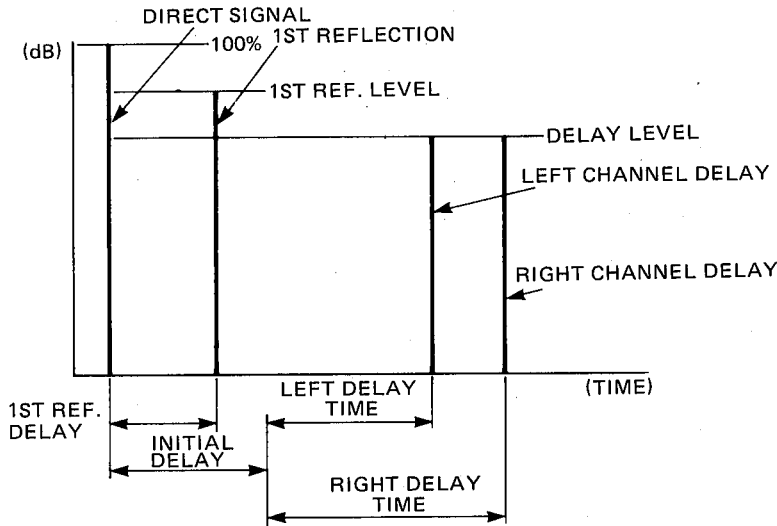 DIRECT SIGNAL
(dB)
100%
1ST REFLECTION
1ST REF. LEVEL
DELAY LEVEL
LEFT CHANNEL DELAY
RIGHT CHANNEL DELAY
(TIME)
1ST REF.
DELAY
LEFT DELAY
TIME
INITIAL
DELAY
RIGHT DELAY
TIME